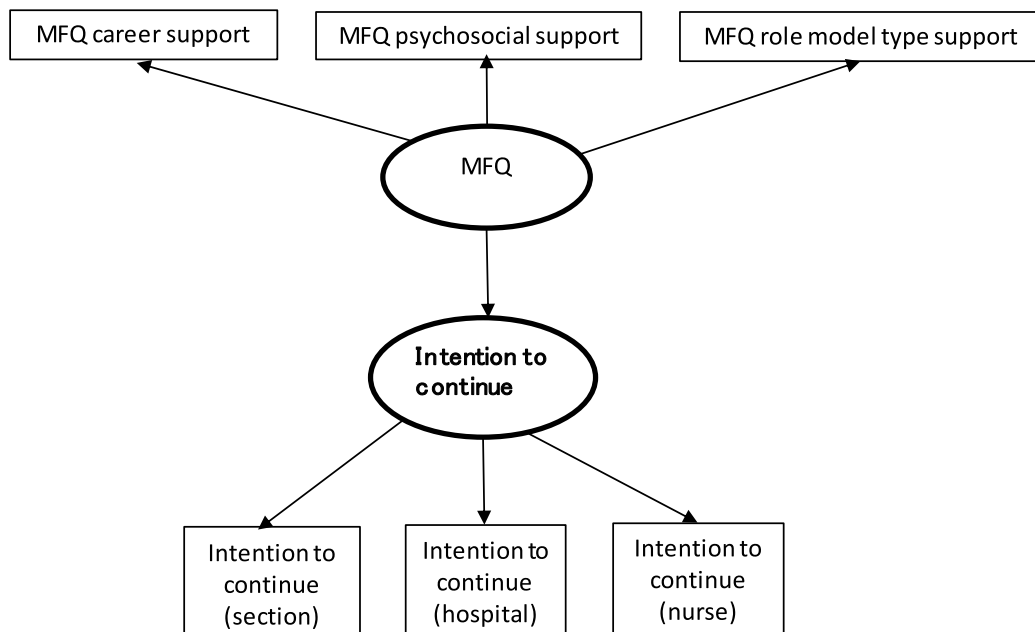 MFQ career support
MFQ psychosocial support
MFQ role model type support
MFQ
Intention to
continue
Intention to
continue
(section)
Intention to
continue
(hospital)
Intention to
continue
(nurse)